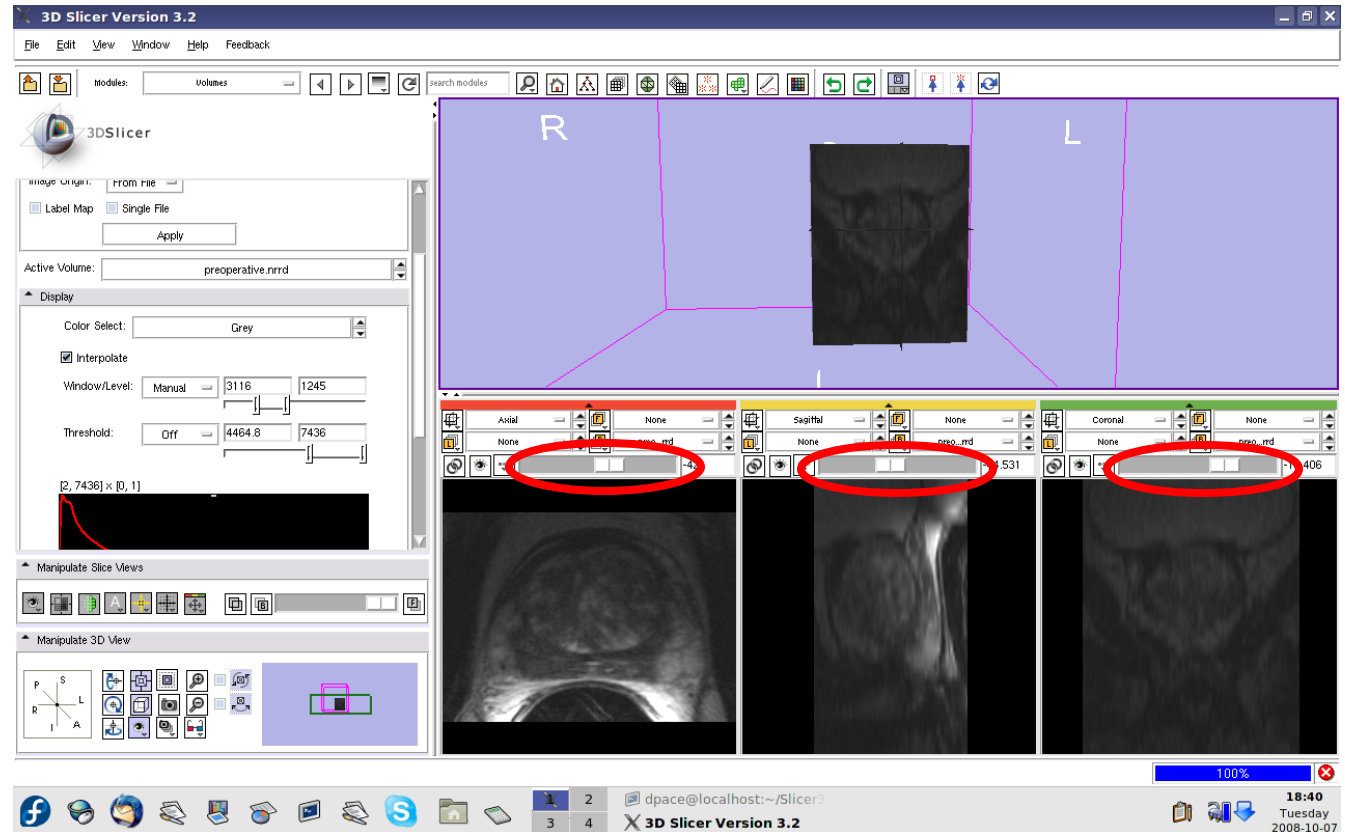 3D Slicer Version 3.2
File Edit View Window Help Feedback
Modules: Volumes search modules
3DSlicer
R L
Image Origin: From File
Label Map Single File
Apply
Active Volume: preoperative.nrrd
Display
Color Select: Grey
Interpolate
Window/Level: Manual 3116 1245
Threshold: Off 4464.8 7436
[2, 7436] x [0, 1]
Axial F None
L None B
Sagittal F None
L None B preo...rrd
Coronal F None
L None B preo...rrd
Manipulate Slice Views
A B F
Manipulate 3D View
P S
R L
I A
100%
1 2
3 4
dpace@localhost:~/Slicer3
3D Slicer Version 3.2
18:40
Tuesday
2008-10-07